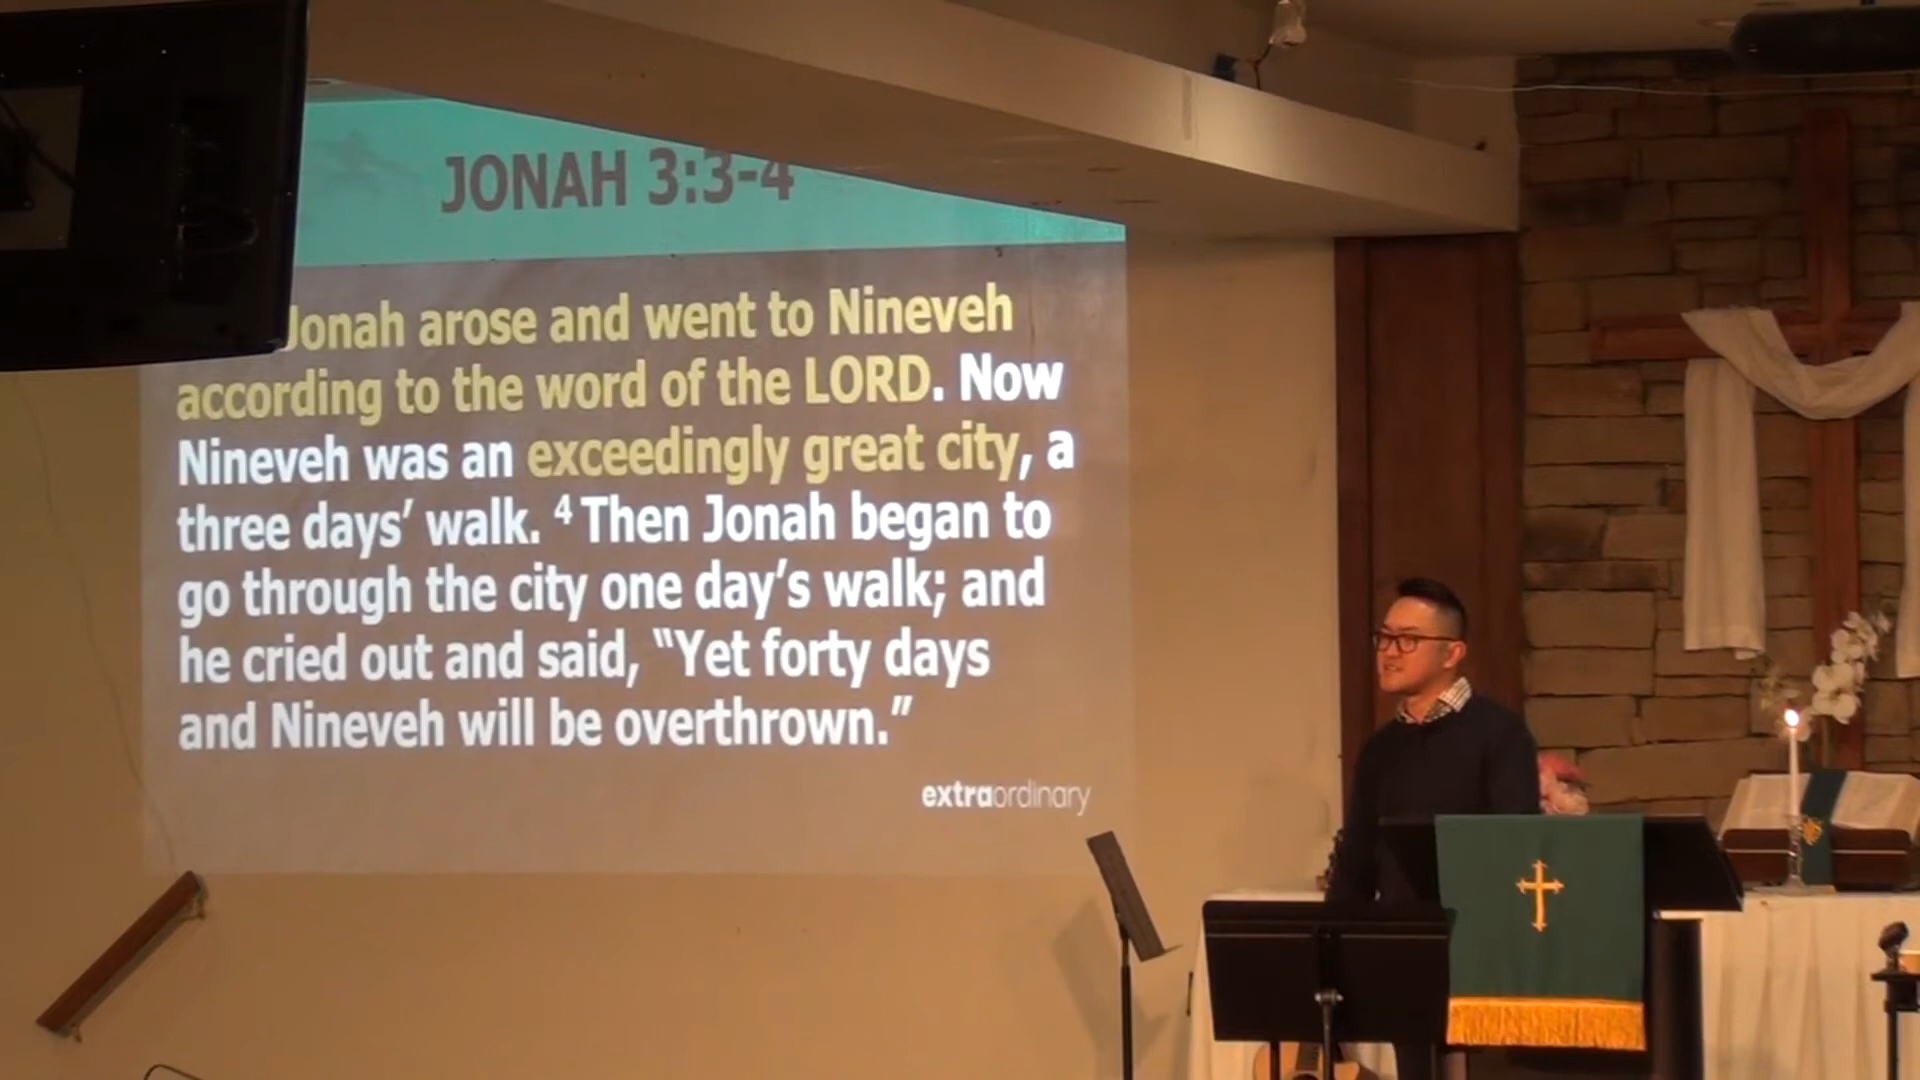 JONAH 3:3-4
Jonah arose and went to Nineveh
according to the word of the LORD. Now
Nineveh was an exceedingly great city, a
three days’ walk. 4 Then Jonah began to
go through the city one day’s walk; and
he cried out and said, “Yet forty days
and Nineveh will be overthrown.”
extraordinary